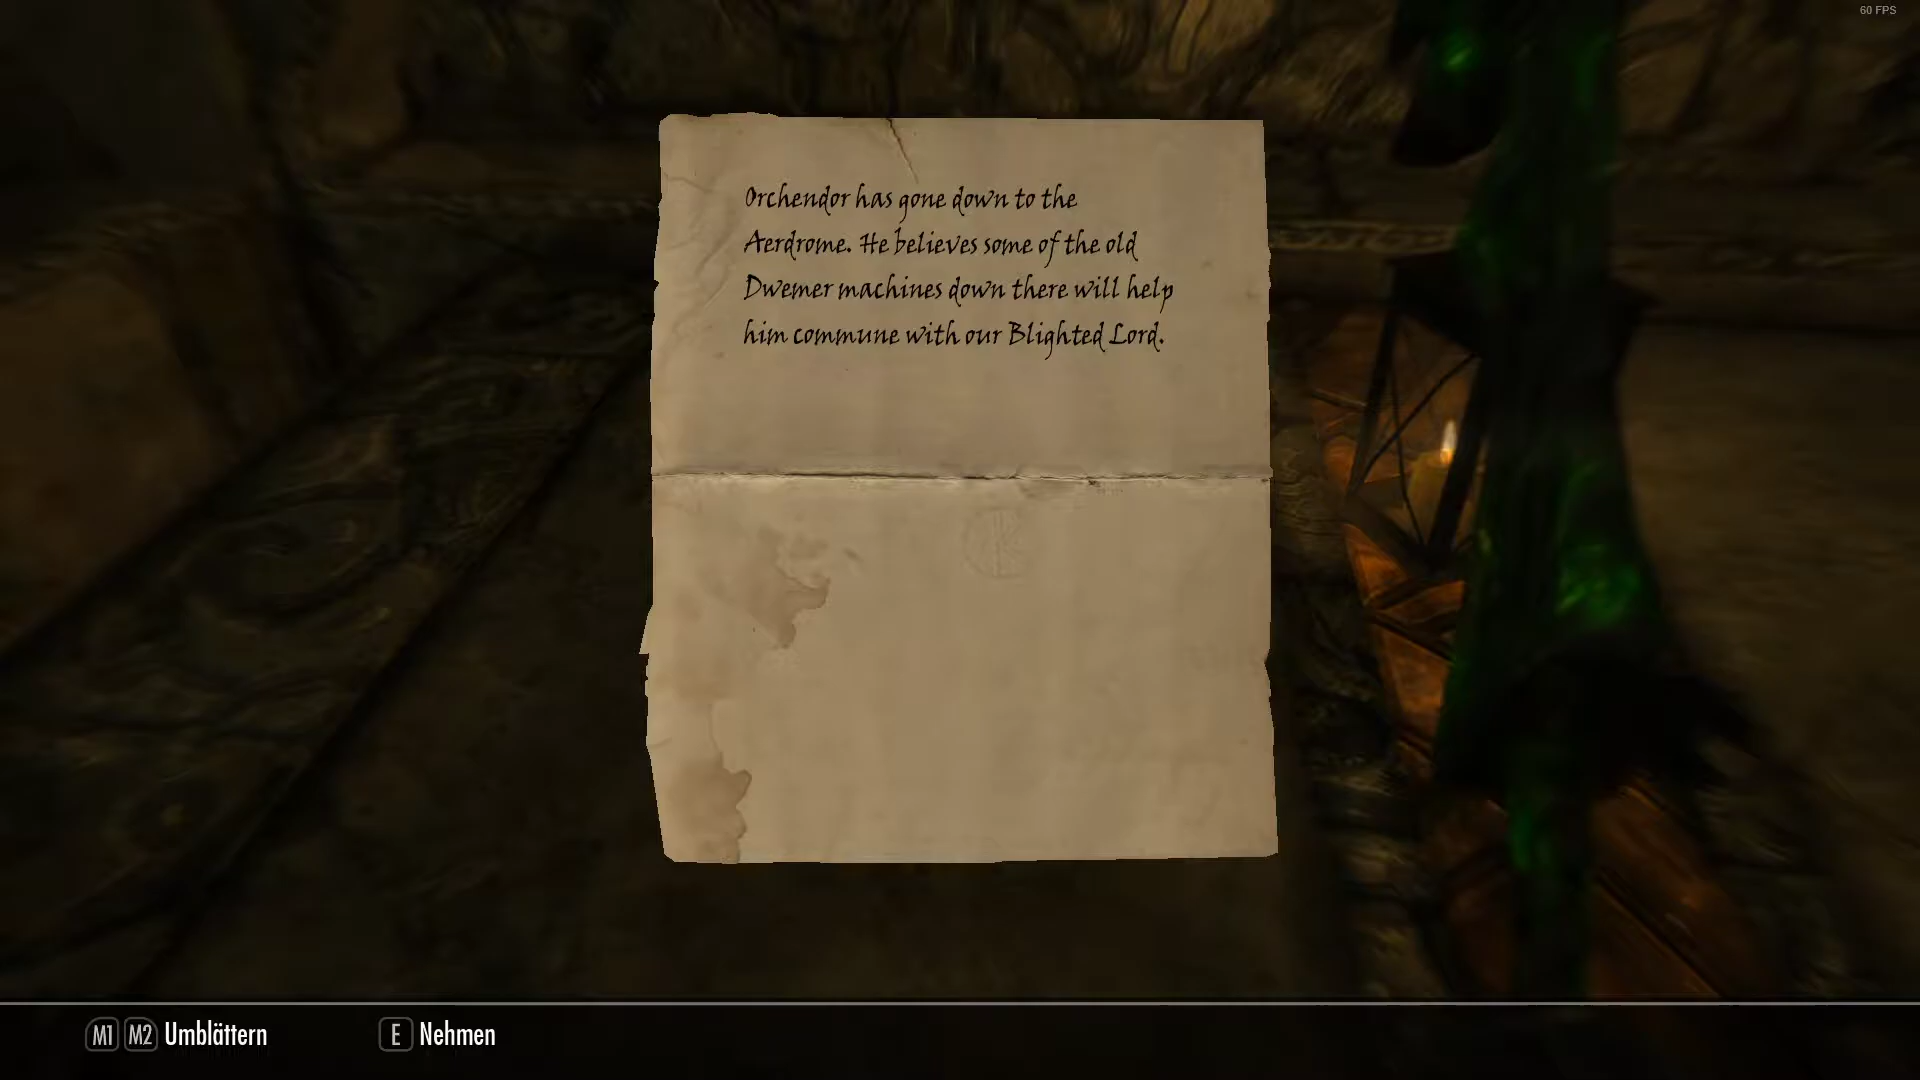 60 FPS
Orchendor has gone down to the
Aerdrome. He believes some of the old
Dwemer machines down there will help
him commune with our Blighted Lord.
M1 M2 Umblättern E Nehmen